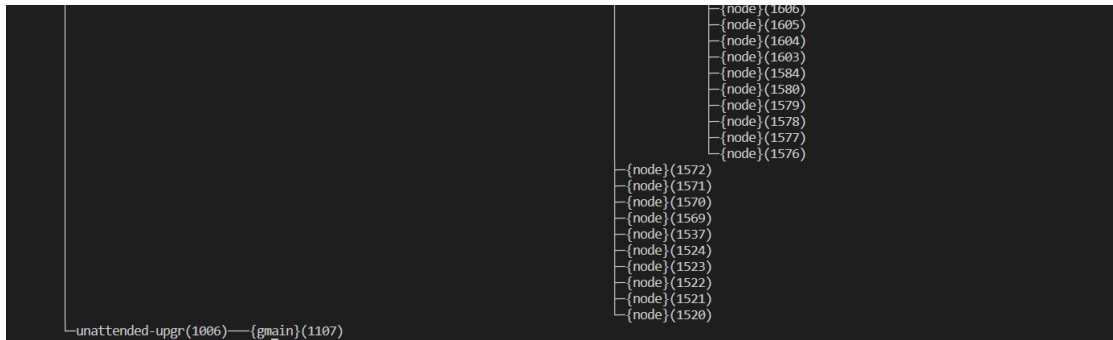 {node}(1606)
{node}(1605)
{node}(1604)
{node}(1603)
{node}(1584)
{node}(1580)
{node}(1579)
{node}(1578)
{node}(1577)
{node}(1576)
{node}(1572)
{node}(1571)
{node}(1570)
{node}(1569)
{node}(1537)
{node}(1524)
{node}(1523)
{node}(1522)
{node}(1521)
{node}(1520)
unattended-upgr(1006)───{gmain}(1107)